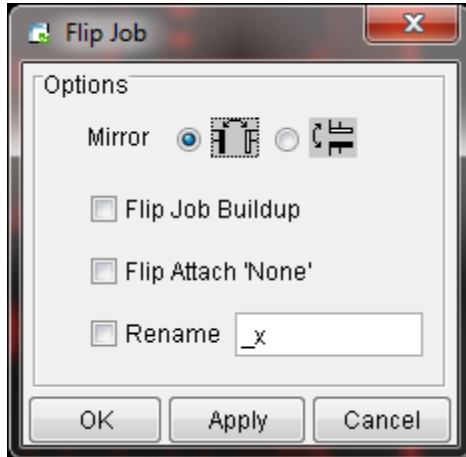 Flip Job
Options
Mirror
Flip Job Buildup
Flip Attach 'None'
Rename _x
OK Apply Cancel